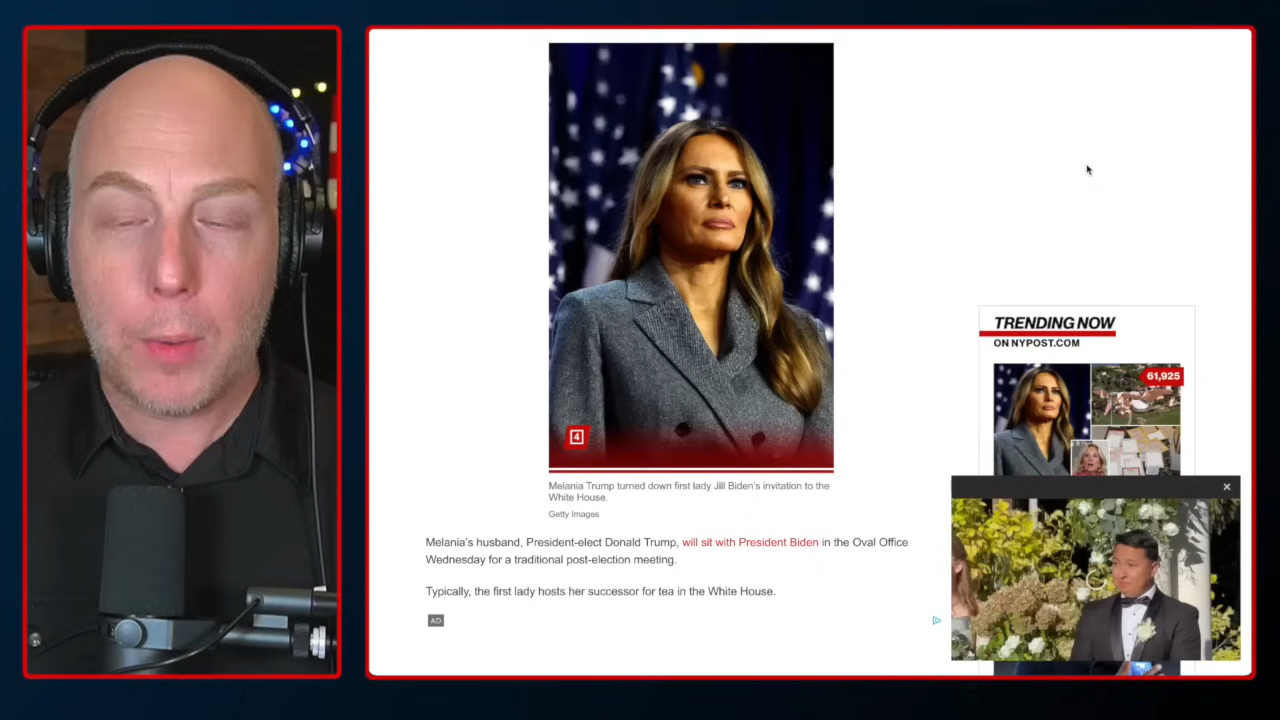 4
Melania Trump turned down first lady Jill Biden's invitation to the
White House.
Getty Images
Melania's husband, President-elect Donald Trump, will sit with President Biden in the Oval Office
Wednesday for a traditional post-election meeting.
Typically, the first lady hosts her successor for tea in the White House.
AD
TRENDING NOW
ON NYPOST.COM
61,925